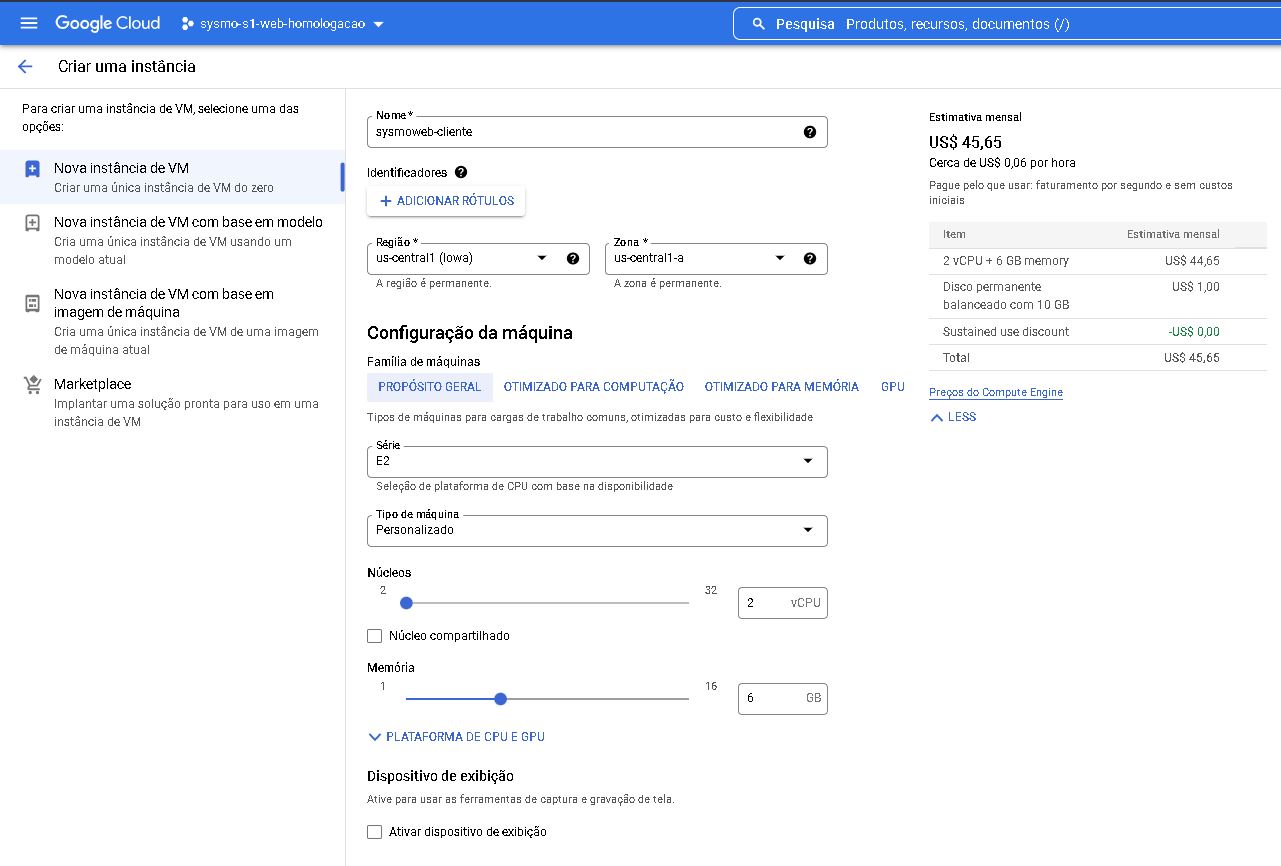 Google Cloud
sysmo-s1-web-homologacao
Pesquisa Produtos, recursos, documentos (/)
Criar uma instância
Para criar uma instância de VM, selecione uma das
opções:
Nova instância de VM
Criar uma única instância de VM do zero
Nova instância de VM com base em modelo
Cria uma única instância de VM usando um
modelo atual
Nova instância de VM com base em
imagem de máquina
Cria uma única instância de VM de uma imagem
de máquina atual
Marketplace
Implantar uma solução pronta para uso em uma
instância de VM
Nome *
sysmoweb-cliente
Identificadores
+ ADICIONAR RÓTULOS
Região *
us-central1 (Iowa)
A região é permanente.
Zona *
us-central1-a
A zona é permanente.
Configuração da máquina
Família de máquinas
PROPÓSITO GERAL OTIMIZADO PARA COMPUTAÇÃO OTIMIZADO PARA MEMÓRIA GPU
Tipos de máquinas para cargas de trabalho comuns, otimizadas para custo e flexibilidade
Série
E2
Seleção de plataforma de CPU com base na disponibilidade
Tipo de máquina
Personalizado
Núcleos
2 32
2 vCPU
Núcleo compartilhado
Memória
1 16
6 GB
PLATAFORMA DE CPU E GPU
Dispositivo de exibição
Ative para usar as ferramentas de captura e gravação de tela.
Ativar dispositivo de exibição
Estimativa mensal
US$ 45,65
Cerca de US$ 0,06 por hora
Pague pelo que usar: faturamento por segundo e sem custos
iniciais
Item Estimativa mensal
2 vCPU + 6 GB memory US$ 44,65
Disco permanente US$ 1,00
balanceado com 10 GB
Sustained use discount -US$ 0,00
Total US$ 45,65
Preços do Compute Engine
LESS